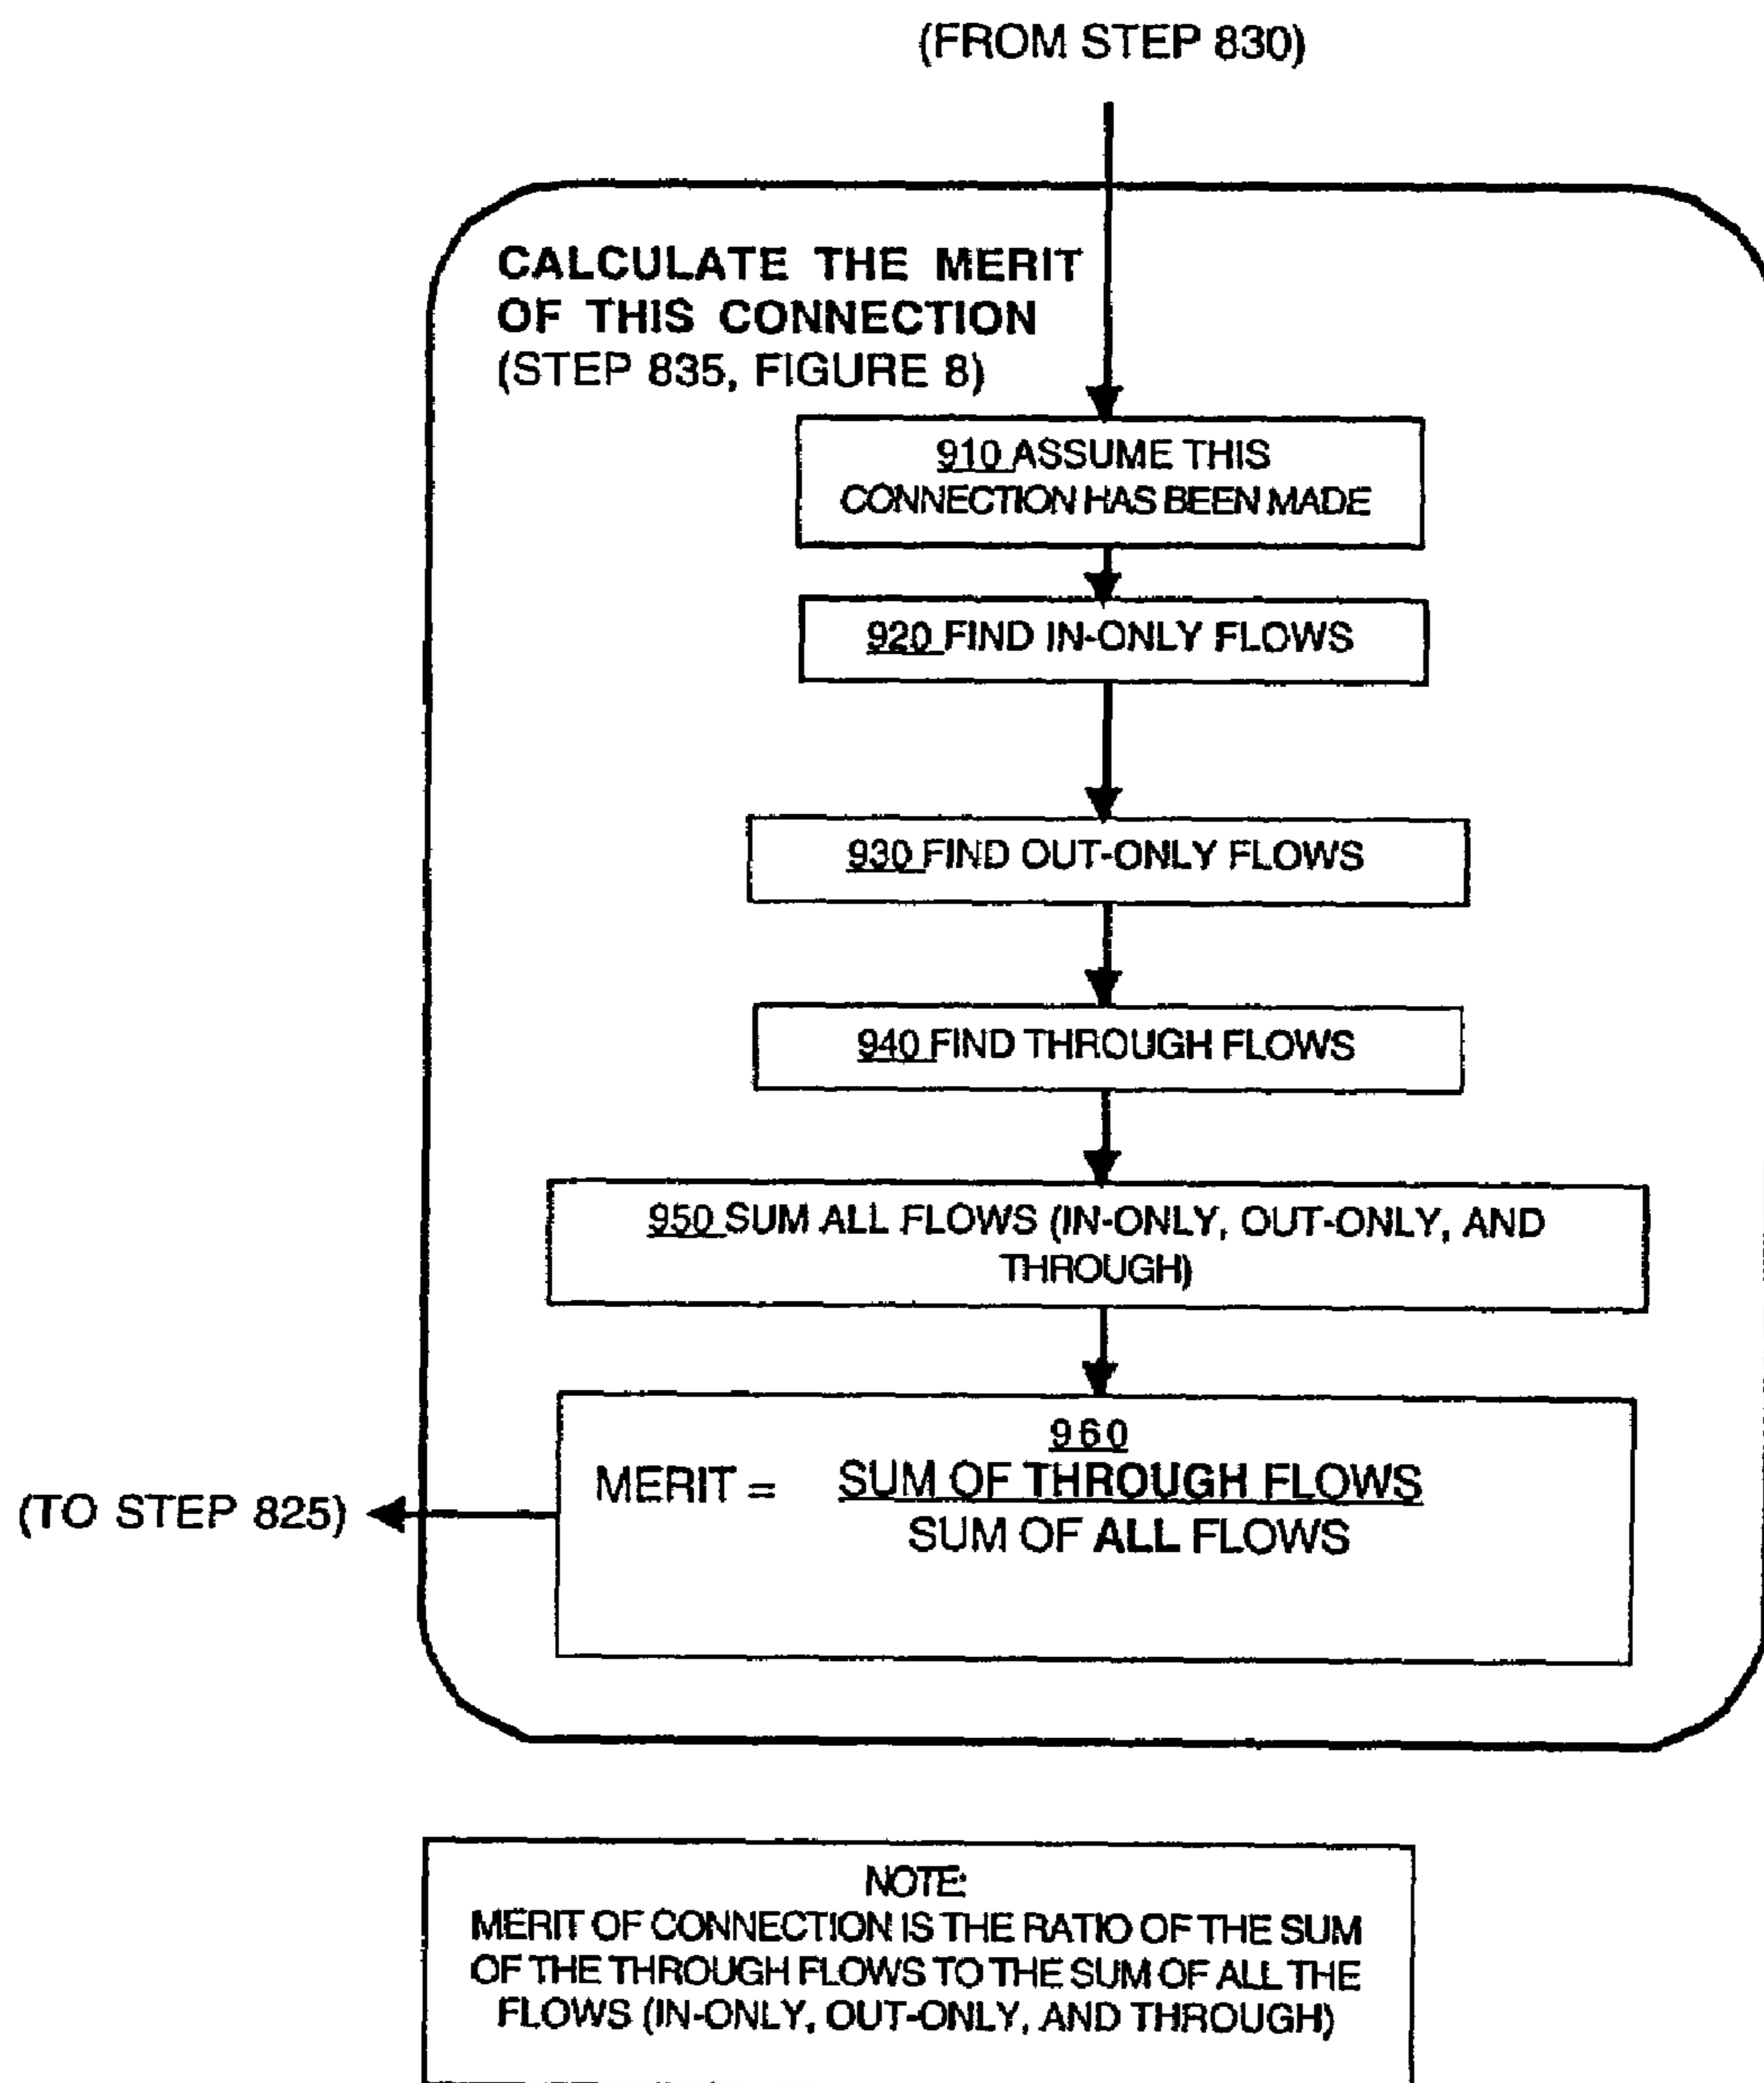 (FROM STEP 830)
CALCULATE THE MERIT
OF THIS CONNECTION
(STEP 835, FIGURE 8)
910 ASSUME THIS
CONNECTION HAS BEEN MADE
920 FIND IN-ONLY FLOWS
930 FIND OUT-ONLY FLOWS
940 FIND THROUGH FLOWS
950 SUM ALL FLOWS (IN-ONLY, OUT-ONLY, AND
THROUGH)
960
MERIT = SUM OF THROUGH FLOWS
SUM OF ALL FLOWS
(TO STEP 825)
NOTE:
MERIT OF CONNECTION IS THE RATIO OF THE SUM
OF THE THROUGH FLOWS TO THE SUM OF ALL THE
FLOWS (IN-ONLY, OUT-ONLY, AND THROUGH)